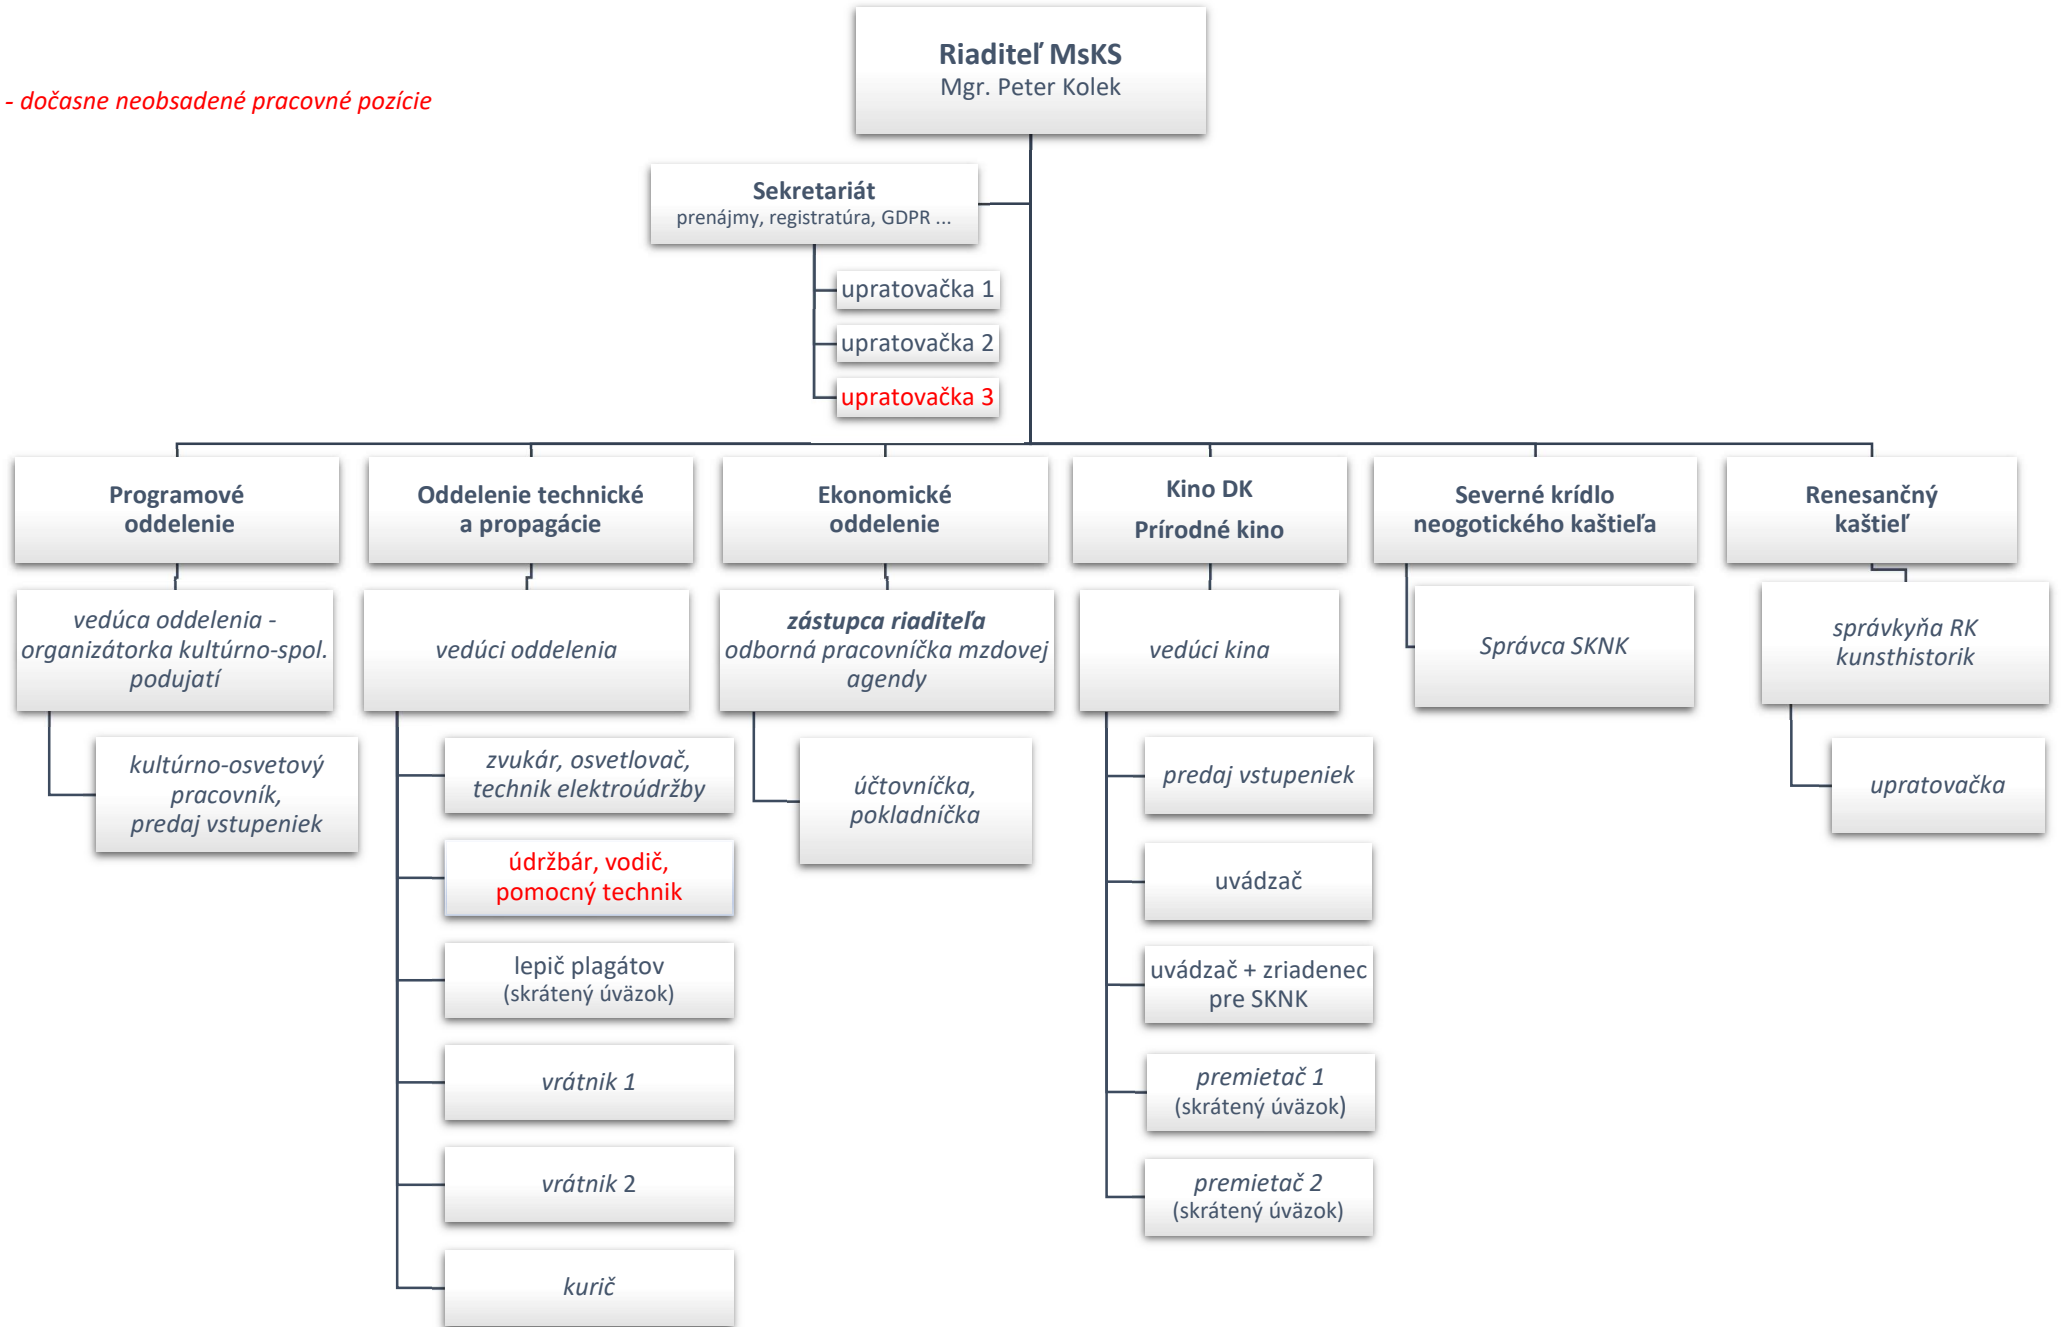 Riaditeľ MsKS
Mgr. Peter Kolek
- dočasne neobsadené pracovné pozície
Sekretariát
prenájmy, registratúra, GDPR ...
upratovačka 1
upratovačka 2
upratovačka 3
Programové
oddelenie
vedúca oddelenia -
organizátorka kultúrno-spol.
podujatí
kultúrno-osvetový
pracovník,
predaj vstupeniek
Oddelenie technické
a propagácie
vedúci oddelenia
zvukár, osvetlovač,
technik elektroúdržby
údržbár, vodič,
pomocný technik
lepič plagátov
(skrátený úväzok)
vrátnik 1
vrátnik 2
kurič
Ekonomické
oddelenie
zástupca riaditeľa
odborná pracovníčka mzdovej
agendy
účtovníčka,
pokladníčka
Kino DK
Prírodné kino
vedúci kina
predaj vstupeniek
uvádzač
uvádzač + zriadenec
pre SKNK
premietač 1
(skrátený úväzok)
premietač 2
(skrátený úväzok)
Severné krídlo
neogotického kaštieľa
Správca SKNK
Renesančný
kaštieľ
správkyňa RK
kunsthistorik
upratovačka